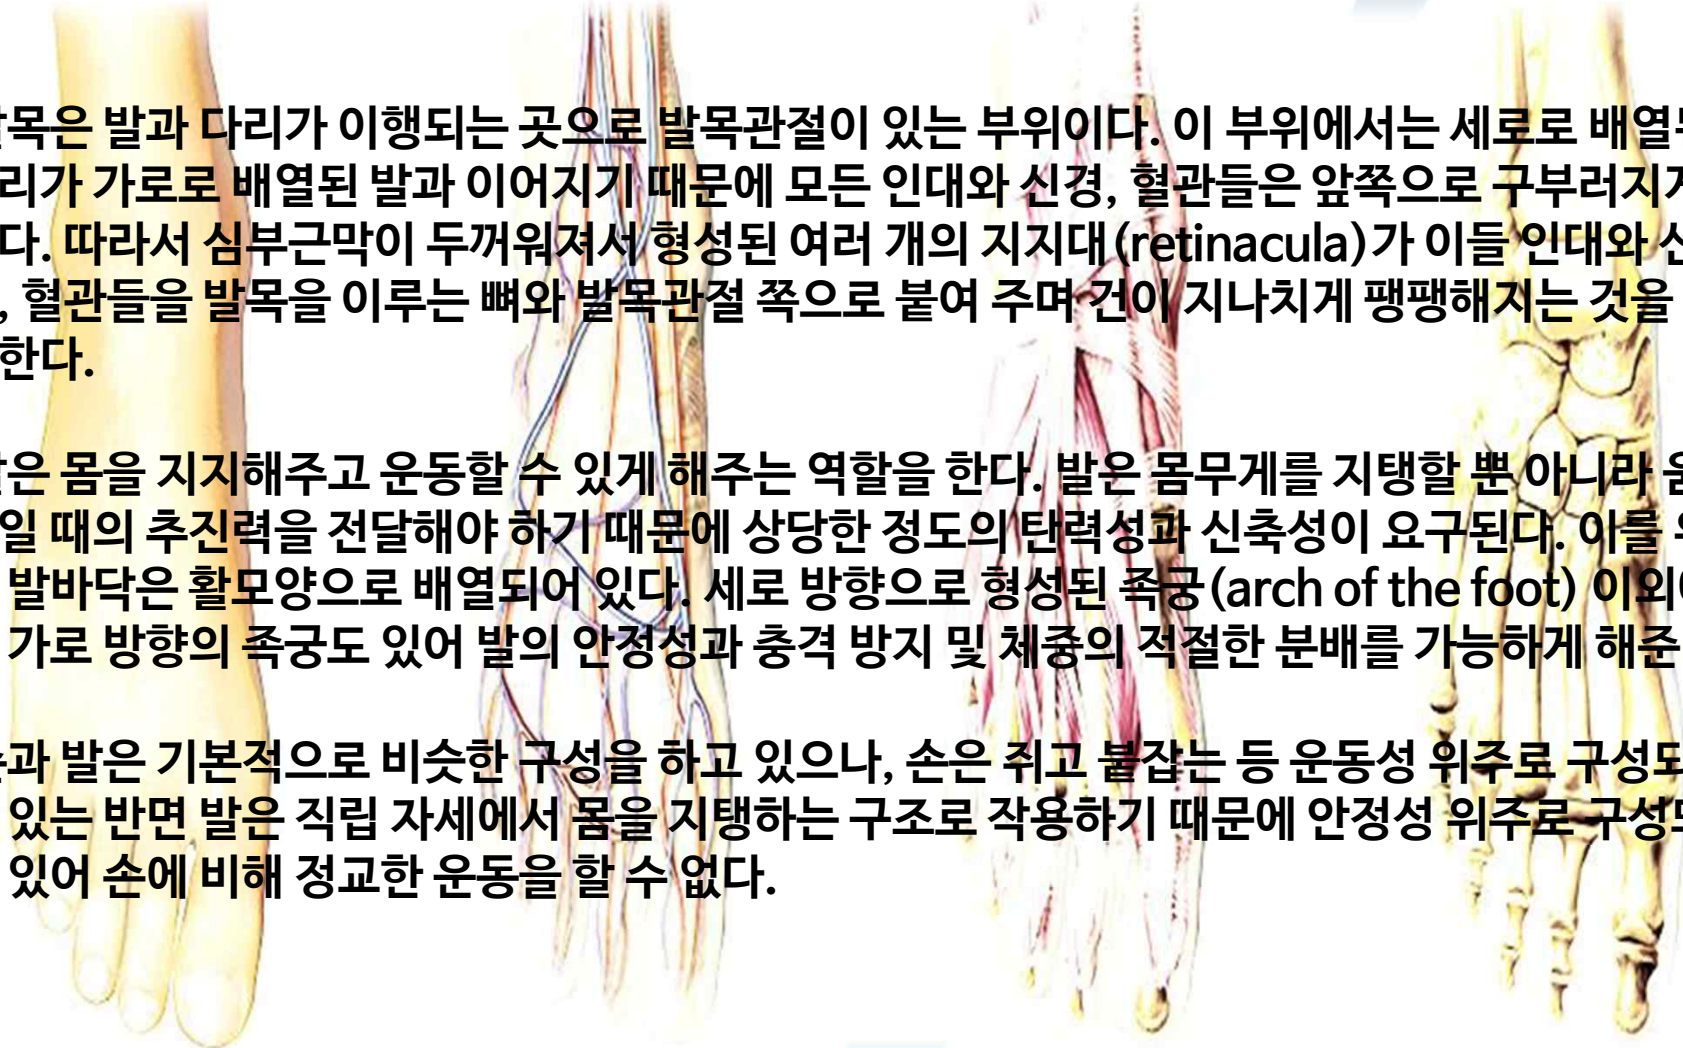 발목은 발과 다리가 이행되는 곳으로 발목관절이 있는 부위이다. 이 부위에서는 세로로 배열된
리가 가로로 배열된 발과 이어지기 때문에 모든 인대와 신경, 혈관들은 앞쪽으로 구부러지게
다. 따라서 심부근막이 두꺼워져서 형성된 여러 개의 지지대(retinacula)가 이들 인대와 신
, 혈관들을 발목을 이루는 뼈와 발목관절 쪽으로 붙여 주며 건이 지나치게 팽팽해지는 것을
한다.
발은 몸을 지지해주고 운동할 수 있게 해주는 역할을 한다. 발은 몸무게를 지탱할 뿐 아니라 움
일 때의 추진력을 전달해야 하기 때문에 상당한 정도의 탄력성과 신축성이 요구된다. 이를 위
발바닥은 활모양으로 배열되어 있다. 세로 방향으로 형성된 족궁(arch of the foot) 이외에
가로 방향의 족궁도 있어 발의 안정성과 충격 방지 및 체중의 적절한 분배를 가능하게 해준
손과 발은 기본적으로 비슷한 구성을 하고 있으나, 손은 쥐고 붙잡는 등 운동성 위주로 구성되
있는 반면 발은 직립 자세에서 몸을 지탱하는 구조로 작용하기 때문에 안정성 위주로 구성되
있어 손에 비해 정교한 운동을 할 수 없다.